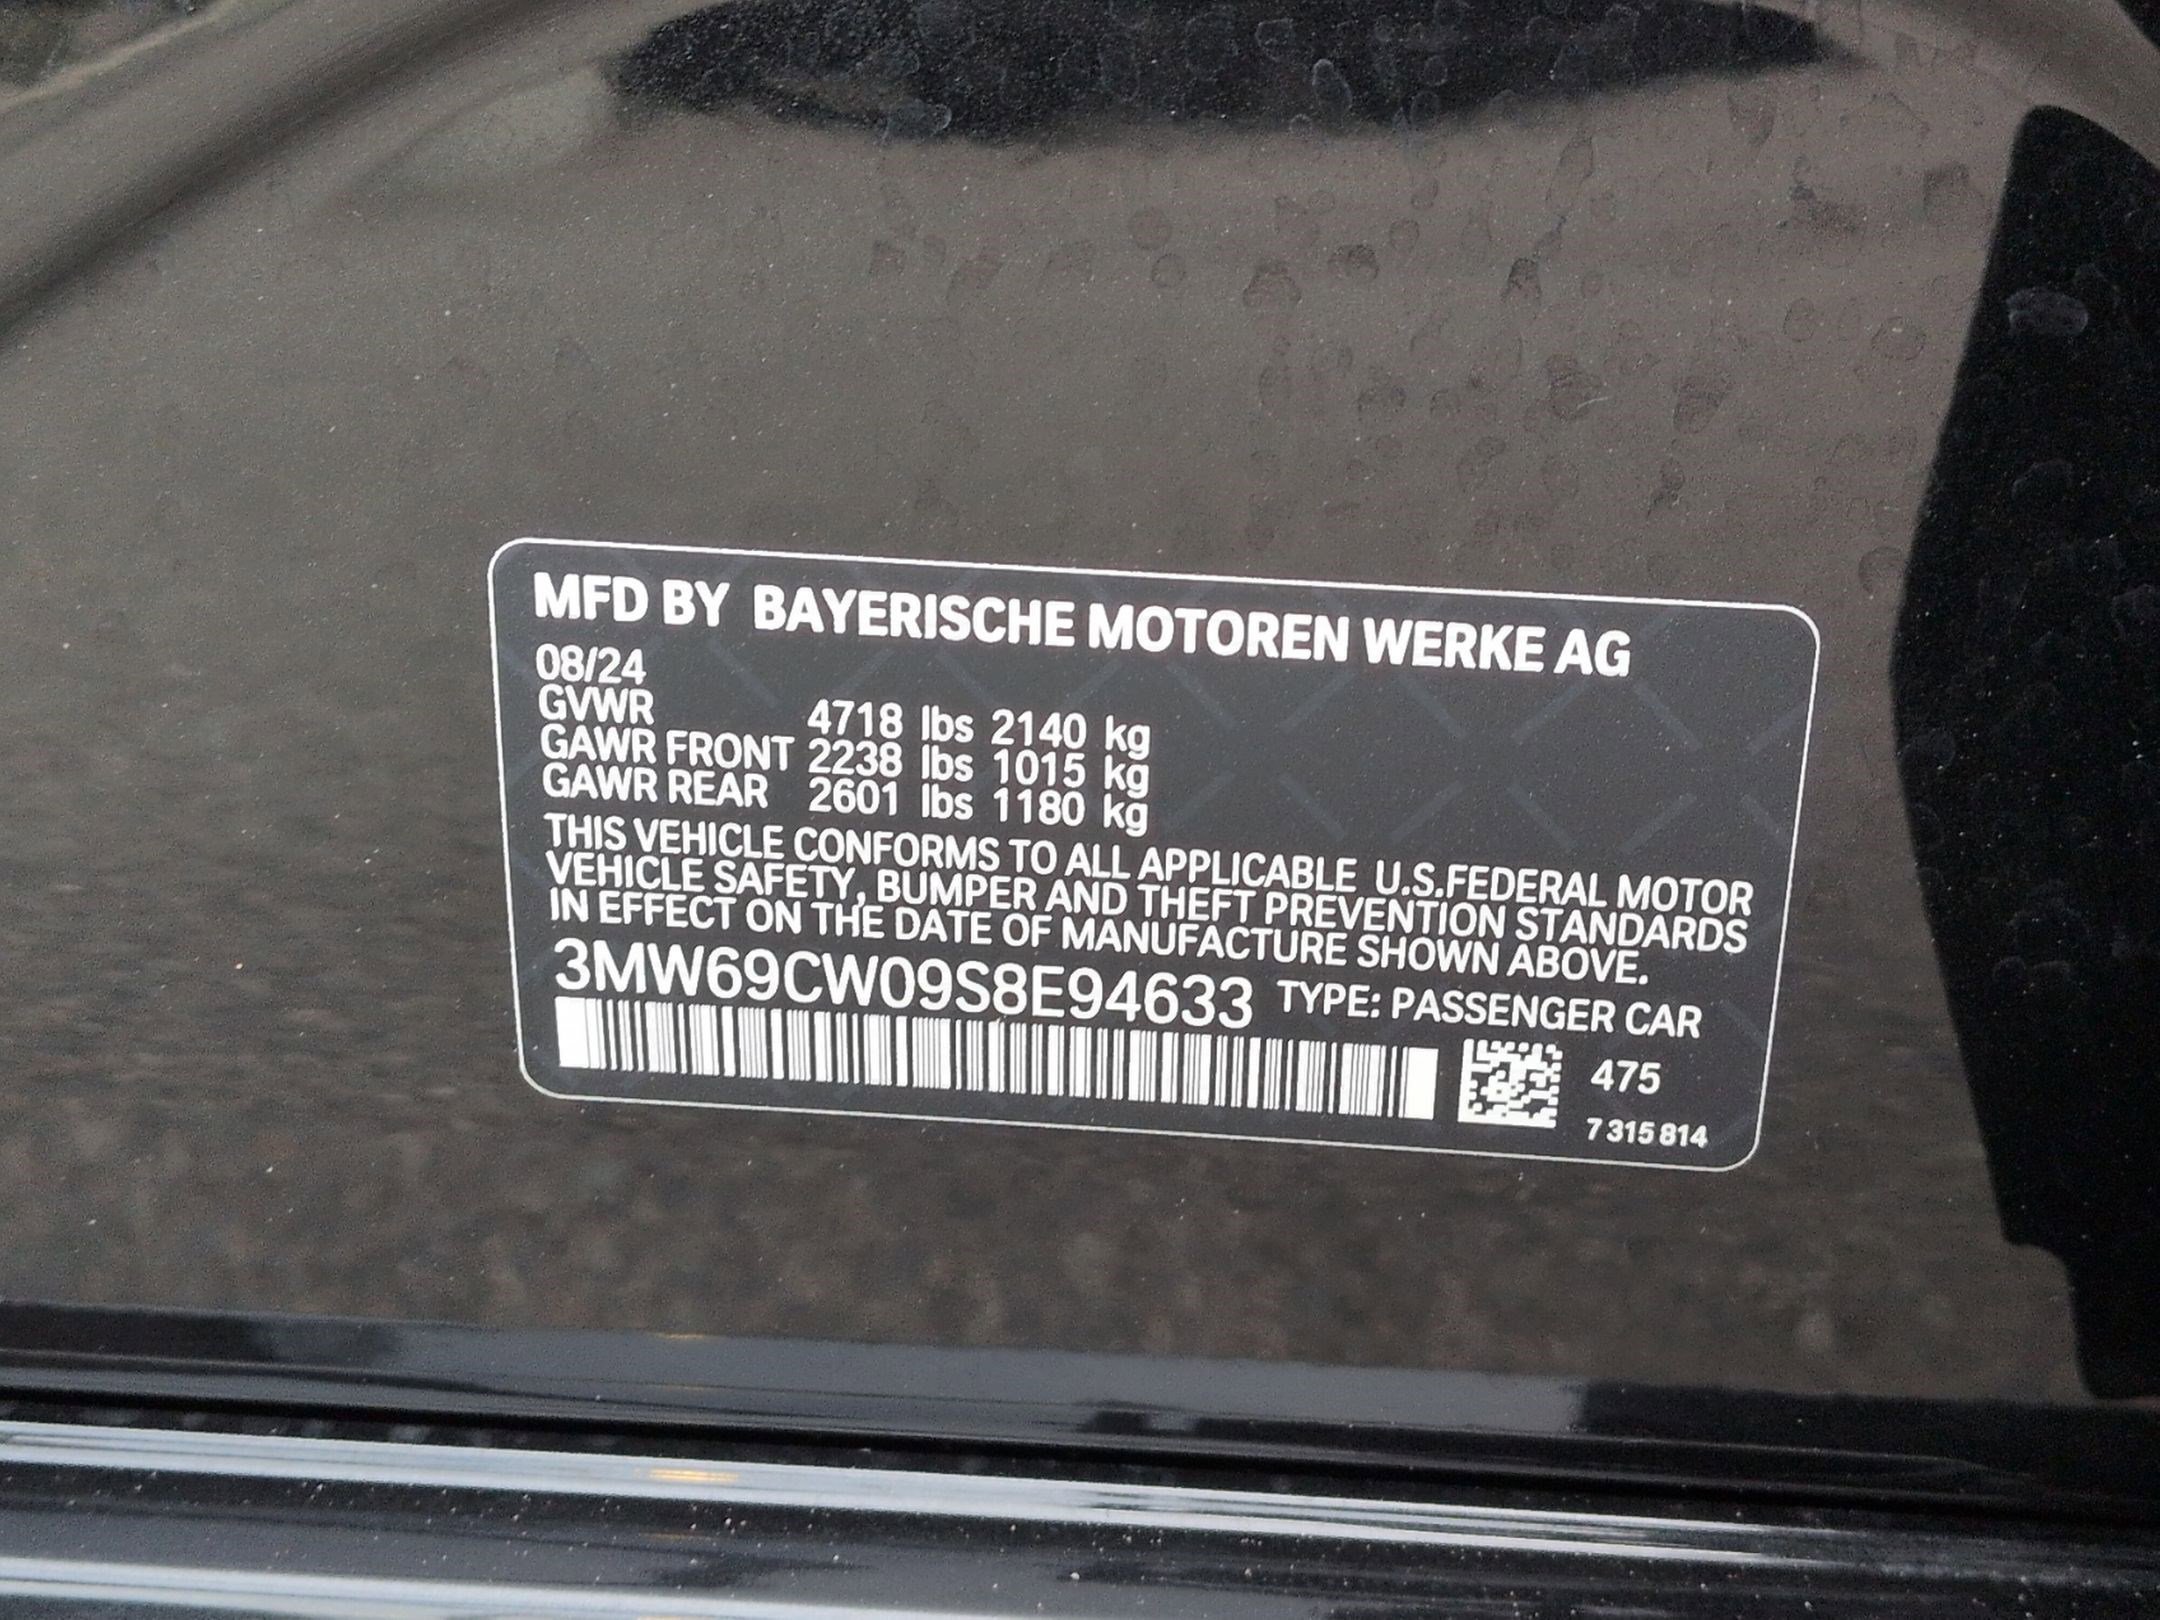 MFD BY BAYERISCHE MOTOREN WERKE AG
08/24
GVWR 4718 lbs 2140 kg
GAWR FRONT 2238 lbs 1015 kg
GAWR REAR 2601 lbs 1180 kg
THIS VEHICLE CONFORMS TO ALL APPLICABLE U.S.FEDERAL MOTOR
VEHICLE SAFETY, BUMPER AND THEFT PREVENTION STANDARDS
IN EFFECT ON THE DATE OF MANUFACTURE SHOWN ABOVE.
3MW69CW09S8E94633 TYPE: PASSENGER CAR
475
7 315 814